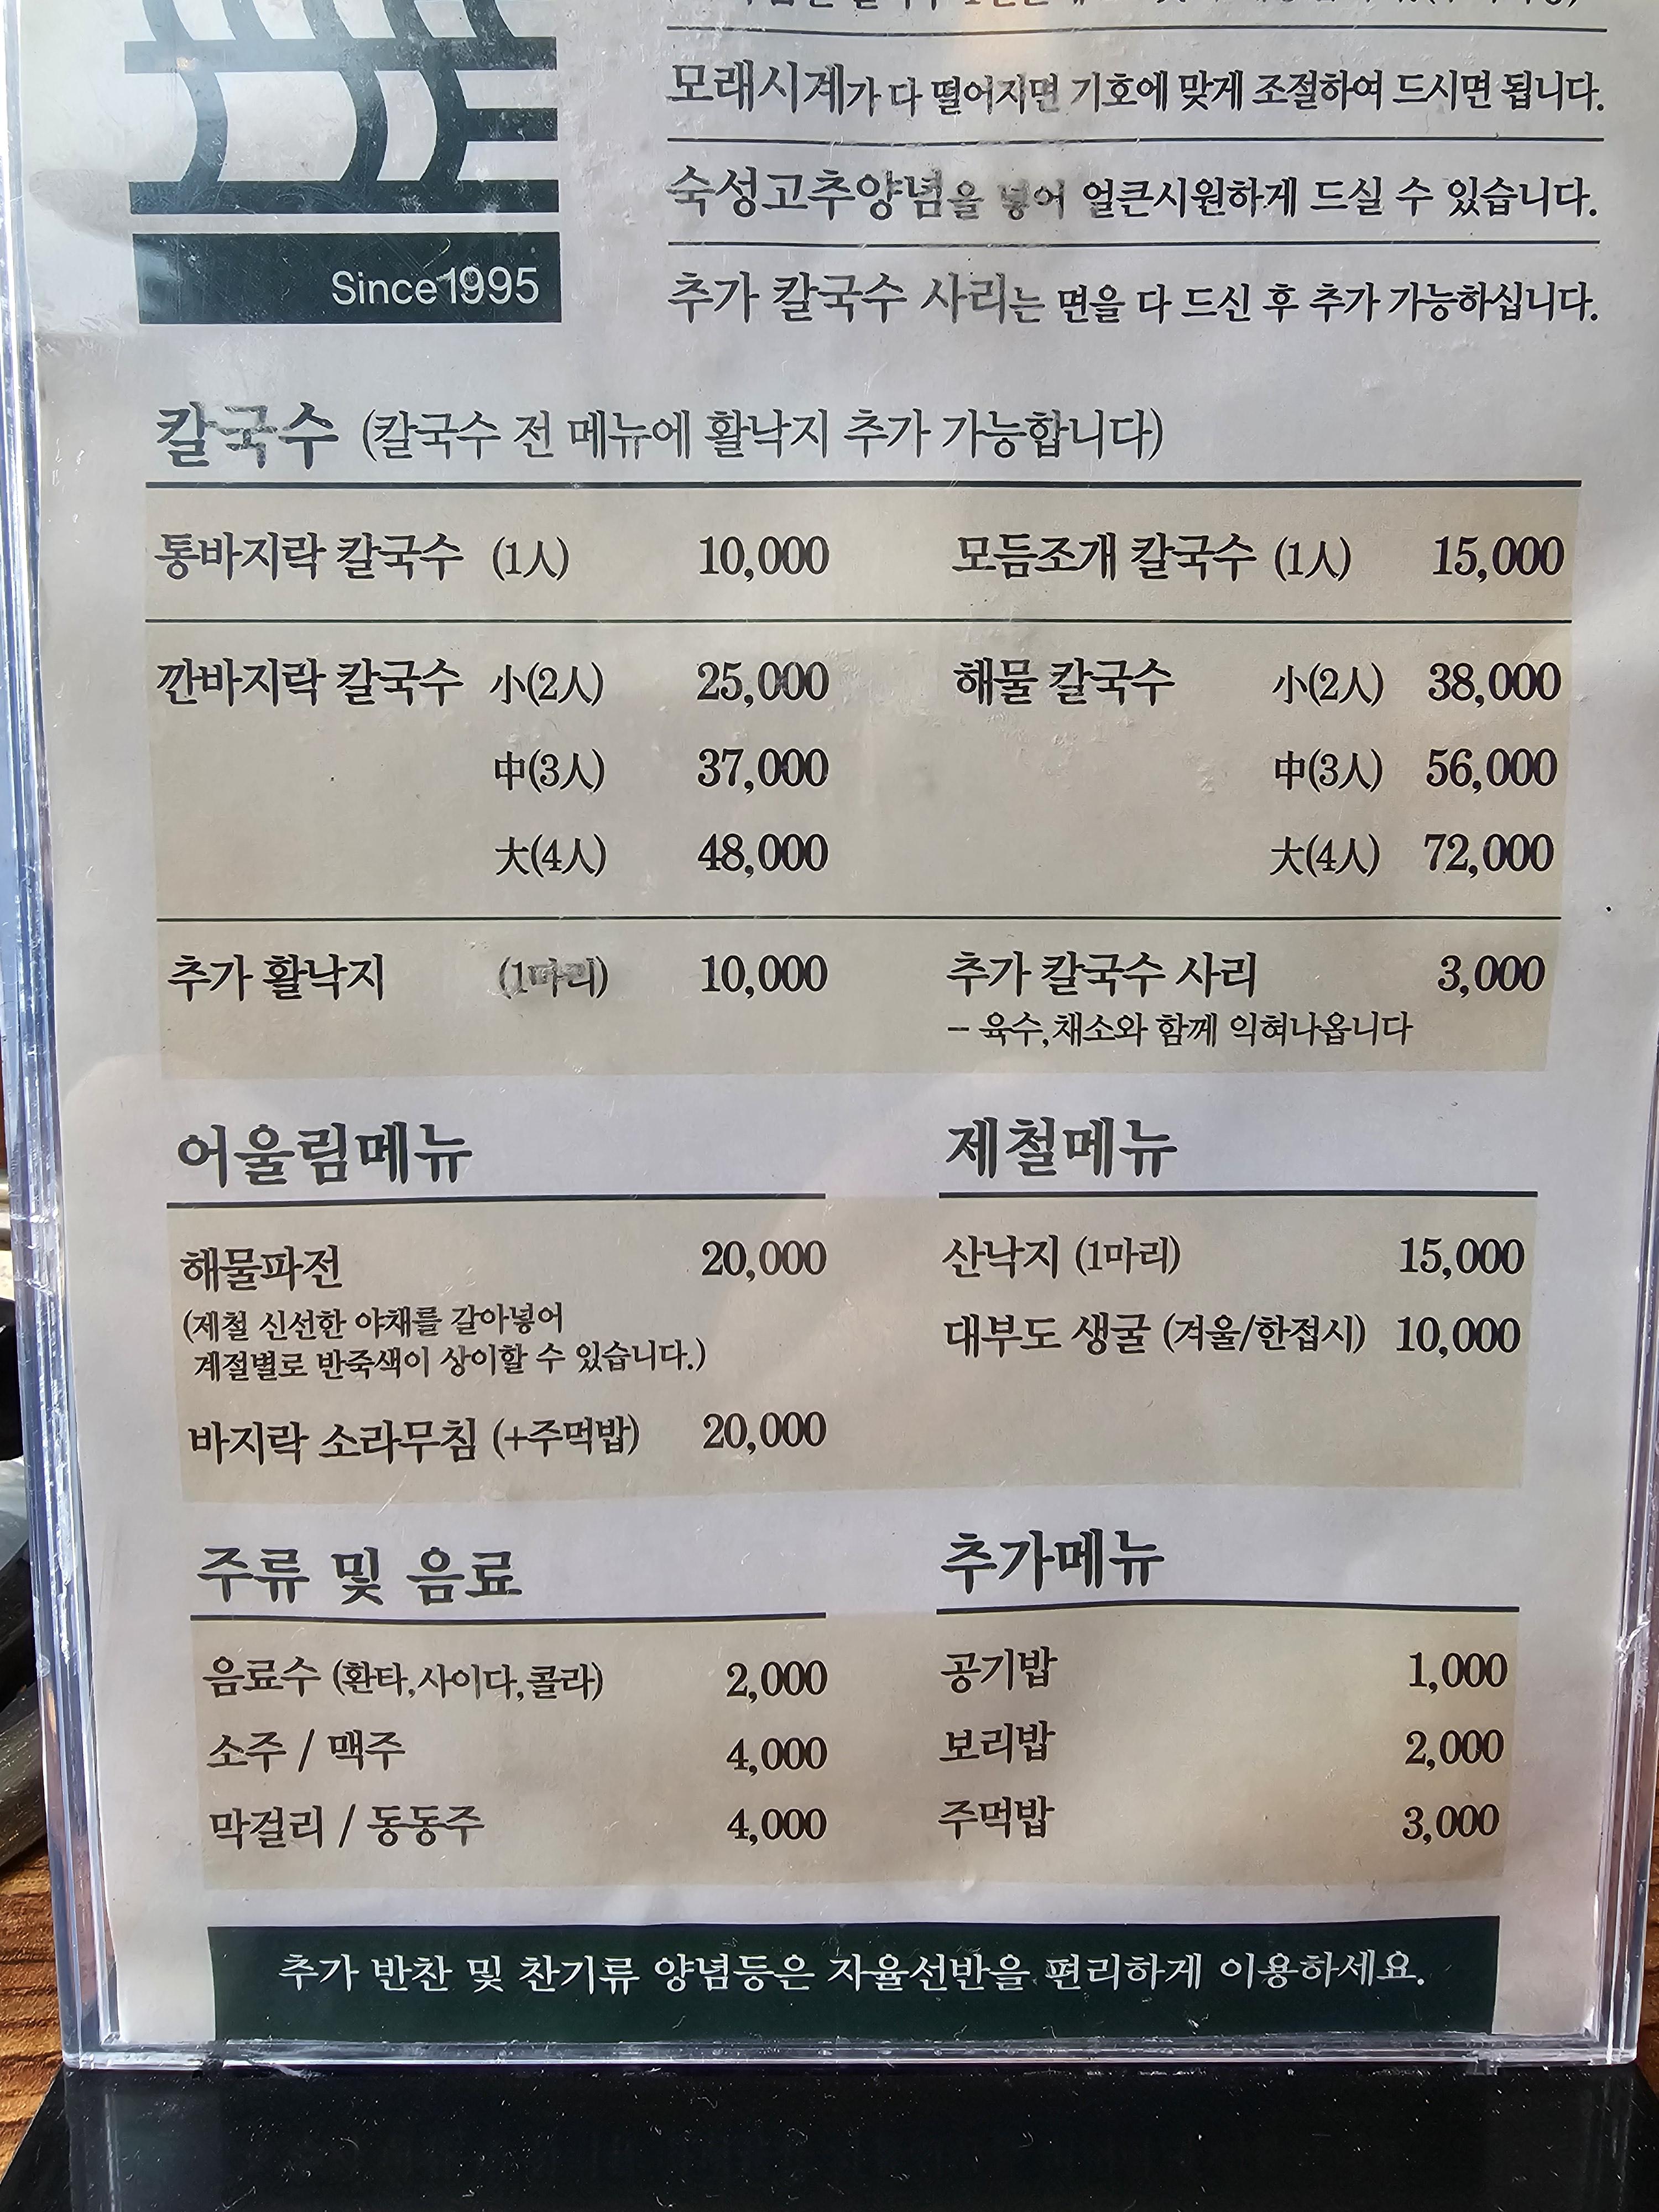 모래시계가 다 떨어지면 기호에 맞게 조절하여 드시면 됩니다.
숙성고추양념을 넣어 얼큰시원하게 드실 수 있습니다.
추가 칼국수 사리는 면을 다 드신 후 추가 가능하십니다.
Since1995
칼국수 (칼국수 전 메뉴에 활낙지 추가 가능합니다)
통바지락 칼국수 (1人) 10,000
모듬조개 칼국수 (1人) 15,000
깐바지락 칼국수 小(2人) 25,000
中(3人) 37,000
大(4人) 48,000
해물 칼국수 小(2人) 38,000
中(3人) 56,000
大(4人) 72,000
추가 활낙지 (1마리) 10,000
추가 칼국수 사리 3,000
- 육수,채소와 함께 익혀나옵니다
어울림메뉴
해물파전 20,000
(제철 신선한 야채를 갈아넣어
계절별로 반죽색이 상이할 수 있습니다.)
바지락 소라무침 (+주먹밥) 20,000
제철메뉴
산낙지 (1마리) 15,000
대부도 생굴 (겨울/한접시) 10,000
주류 및 음료
음료수 (환타,사이다,콜라) 2,000
소주 / 맥주 4,000
막걸리 / 동동주 4,000
추가메뉴
공기밥 1,000
보리밥 2,000
주먹밥 3,000
추가 반찬 및 찬기류 양념등은 자율선반을 편리하게 이용하세요.